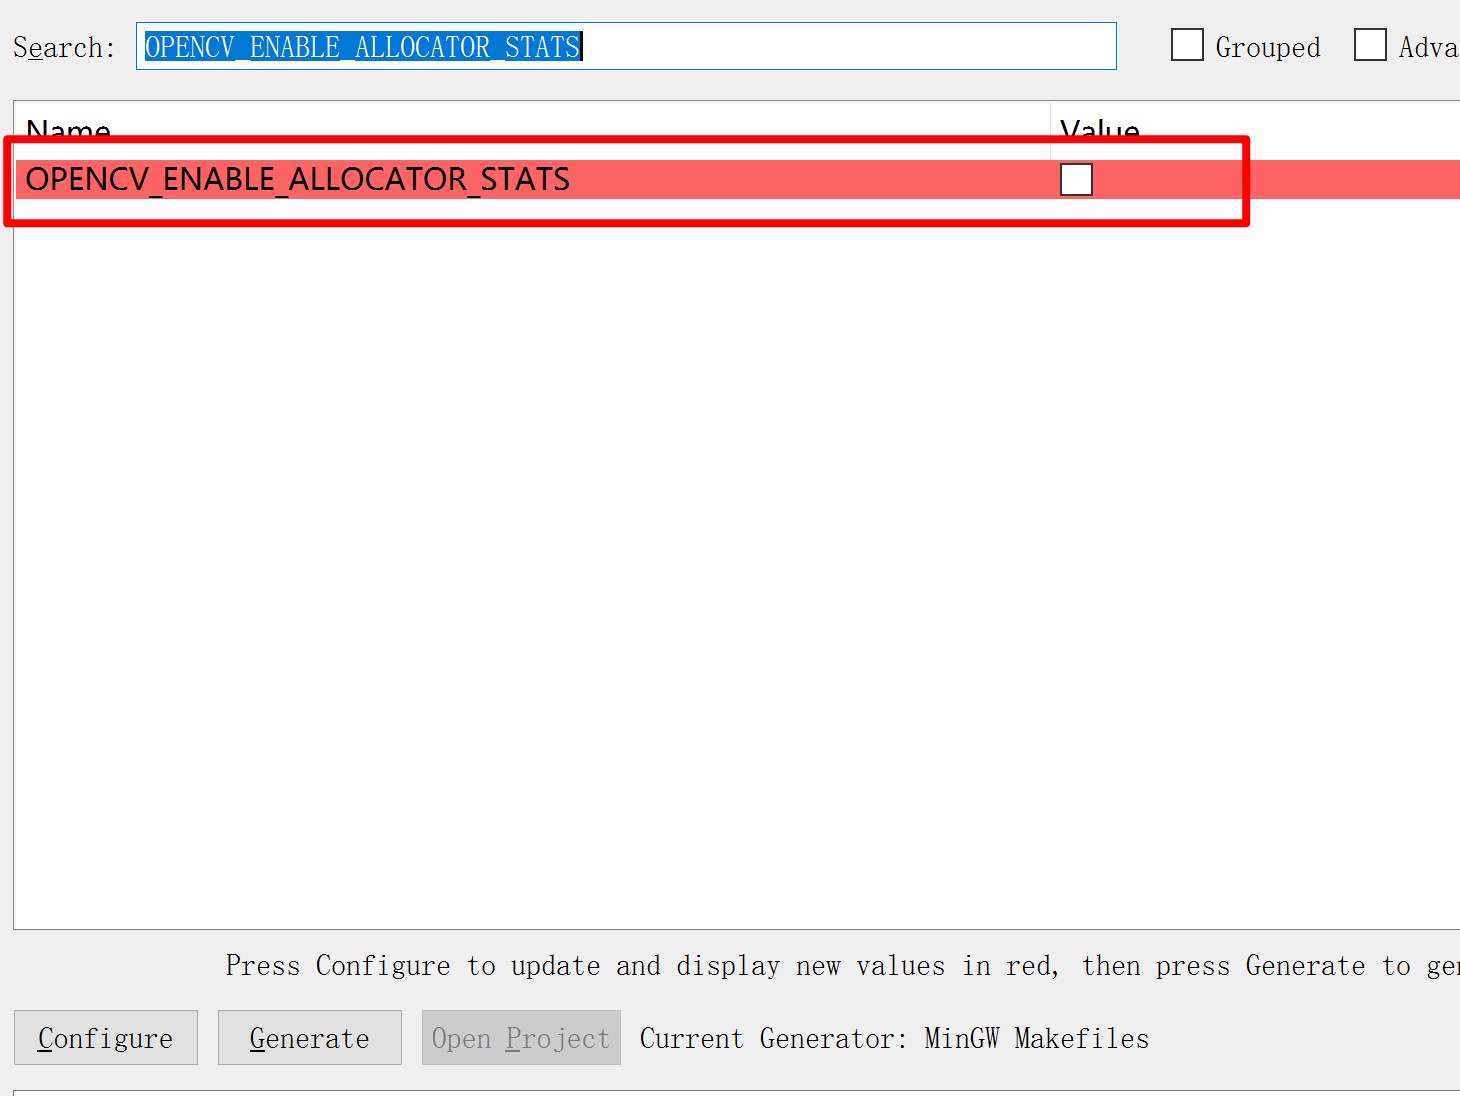 Search: OPENCV_ENABLE_ALLOCATOR_STATS Grouped Adva
Name Value
OPENCV_ENABLE_ALLOCATOR_STATS
Press Configure to update and display new values in red, then press Generate to ge
Configure Generate Open Project Current Generator: MinGW Makefiles